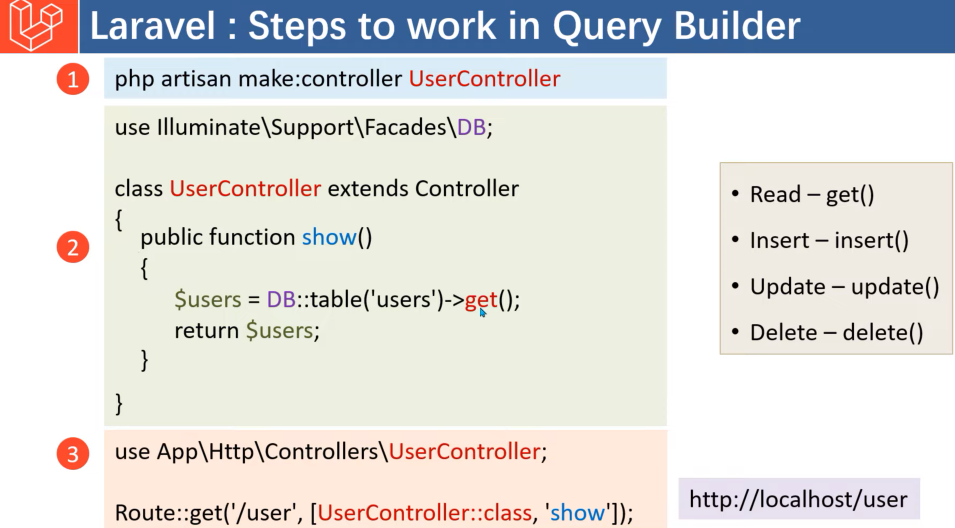 Laravel : Steps to work in Query Builder
1
php artisan make:controller UserController
2
use Illuminate\Support\Facades\DB;
class UserController extends Controller
{
public function show()
{
$users = DB::table('users')->get();
return $users;
}
}
• Read – get()
• Insert – insert()
• Update – update()
• Delete – delete()
3
use App\Http\Controllers\UserController;
Route::get('/user', [UserController::class, 'show']);
http://localhost/user